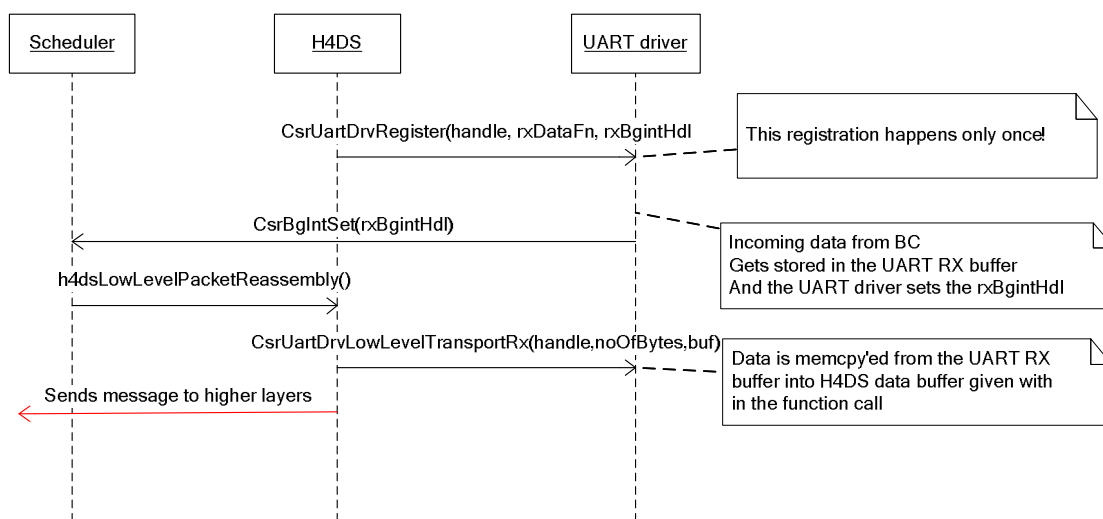 Scheduler
H4DS
UART driver
CsrUartDrvRegister(handle, rxDataFn, rxBgintHdl
This registration happens only once!
CsrBgIntSet(rxBgintHdl)
Incoming data from BC
Gets stored in the UART RX buffer
And the UART driver sets the rxBgintHdl
h4dsLowLevelPacketReassembly()
CsrUartDrvLowLevelTransportRx(handle,noOfBytes,buf)
Data is memcpy'ed from the UART RX
buffer into H4DS data buffer given with
in the function call
Sends message to higher layers